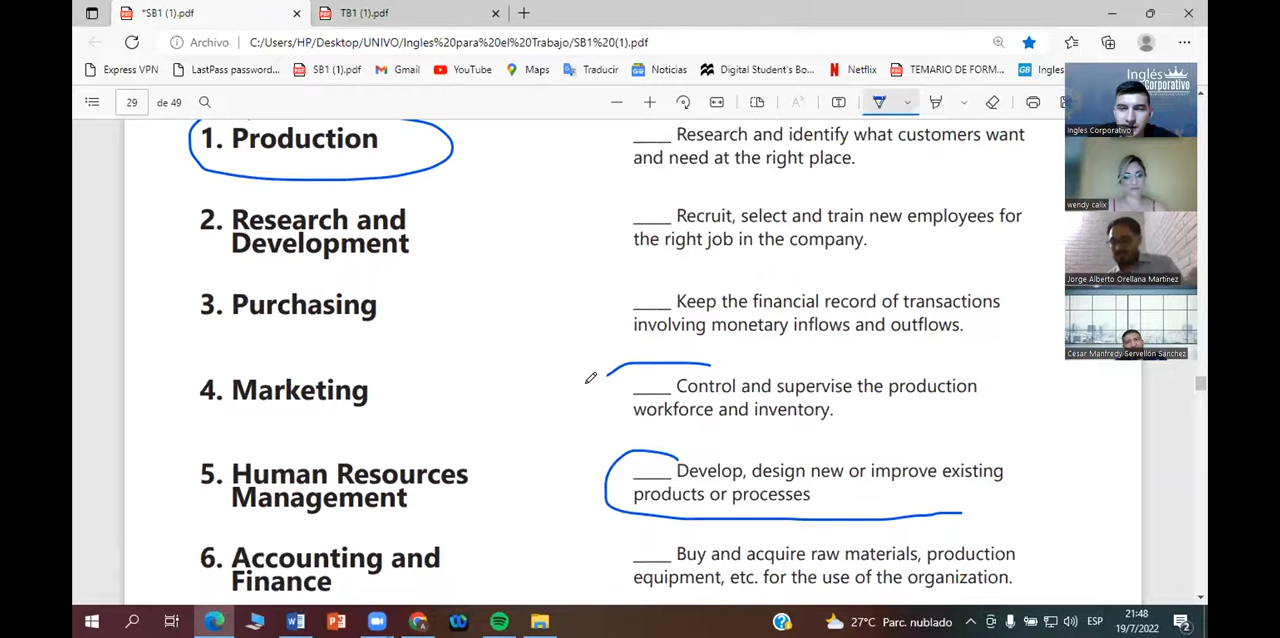 *SB1 (1).pdf
TB1 (1).pdf
Archivo
C:/Users/HP/Desktop/UNIVO/Ingles%20para%20el%20Trabajo/SB1%20(1).pdf
Express VPN
LastPass password...
SB1 (1).pdf
Gmail
YouTube
Maps
Traducir
Noticias
Digital Student's Bo...
Netflix
TEMARIO DE FORM...
Ingles
29
de 49
Inglés
Corporativo
Ingles Corporativo
wendy calix
Jorge Alberto Orellana Martínez
César Manfredy Servellón Sánchez
1. Production
_____ Research and identify what customers want
and need at the right place.
2. Research and
Development
_____ Recruit, select and train new employees for
the right job in the company.
3. Purchasing
_____ Keep the financial record of transactions
involving monetary inflows and outflows.
4. Marketing
_____ Control and supervise the production
workforce and inventory.
5. Human Resources
Management
_____ Develop, design new or improve existing
products or processes
6. Accounting and
Finance
_____ Buy and acquire raw materials, production
equipment, etc. for the use of the organization.
27°C Parc. nublado
ESP
21:48
19/7/2022
2